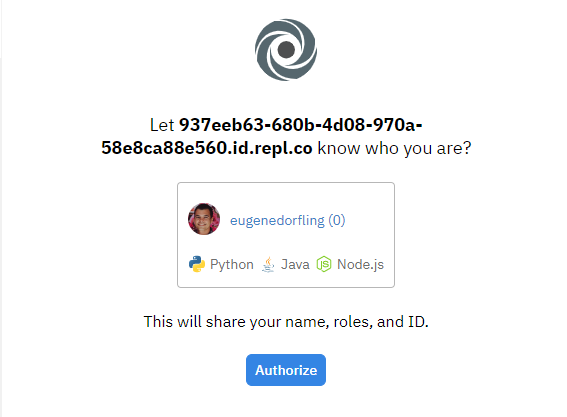 Let 937eeb63-680b-4d08-970a-
58e8ca88e560.id.repl.co know who you are?
eugenedorfling (0)
Python Java Node.js
This will share your name, roles, and ID.
Authorize